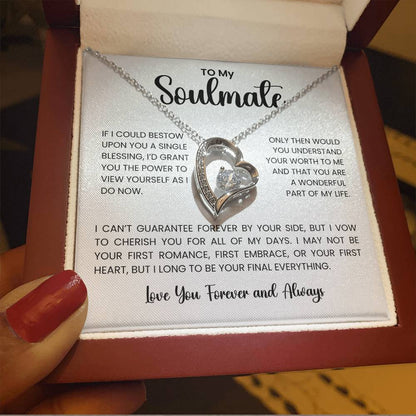 TO MY
Soulmate
IF I COULD BESTOW
UPON YOU A SINGLE
BLESSING, I'D GRANT
YOU THE POWER TO
VIEW YOURSELF AS I
DO NOW.
ONLY THEN WOULD
YOU UNDERSTAND
YOUR WORTH TO ME
AND THAT YOU ARE
A WONDERFUL
PART OF MY LIFE.
I CAN'T GUARANTEE FOREVER BY YOUR SIDE, BUT I VOW
TO CHERISH YOU FOR ALL OF MY DAYS. I MAY NOT BE
YOUR FIRST ROMANCE, FIRST EMBRACE, OR YOUR FIRST
HEART, BUT I LONG TO BE YOUR FINAL EVERYTHING.
Love You Forever and Always